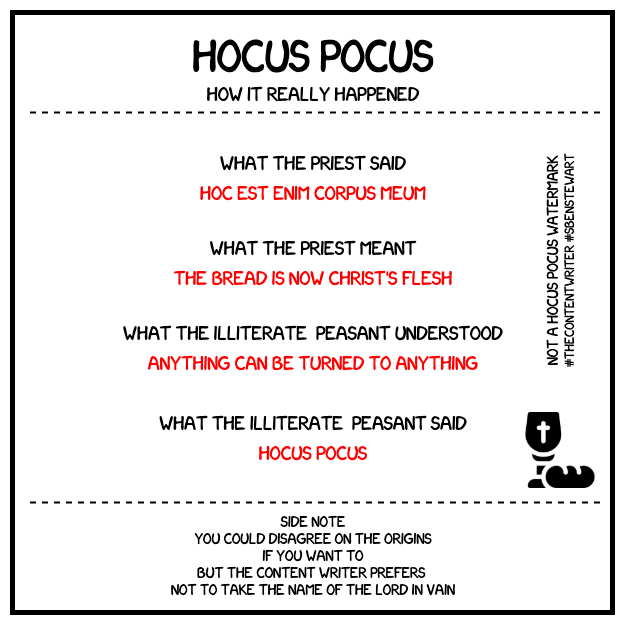 HOCUS POCUS
HOW IT REALLY HAPPENED
WHAT THE PRIEST SAID
HOC EST ENIM CORPUS MEUM
WHAT THE PRIEST MEANT
THE BREAD IS NOW CHRIST'S FLESH
WHAT THE ILLITERATE PEASANT UNDERSTOOD
ANYTHING CAN BE TURNED TO ANYTHING
WHAT THE ILLITERATE PEASANT SAID
HOCUS POCUS
NOT A HOCUS POCUS WATERMARK
#THECONTENTWRITER #SBENSTEWART
SIDE NOTE
YOU COULD DISAGREE ON THE ORIGINS
IF YOU WANT TO
BUT THE CONTENT WRITER PREFERS
NOT TO TAKE THE NAME OF THE LORD IN VAIN